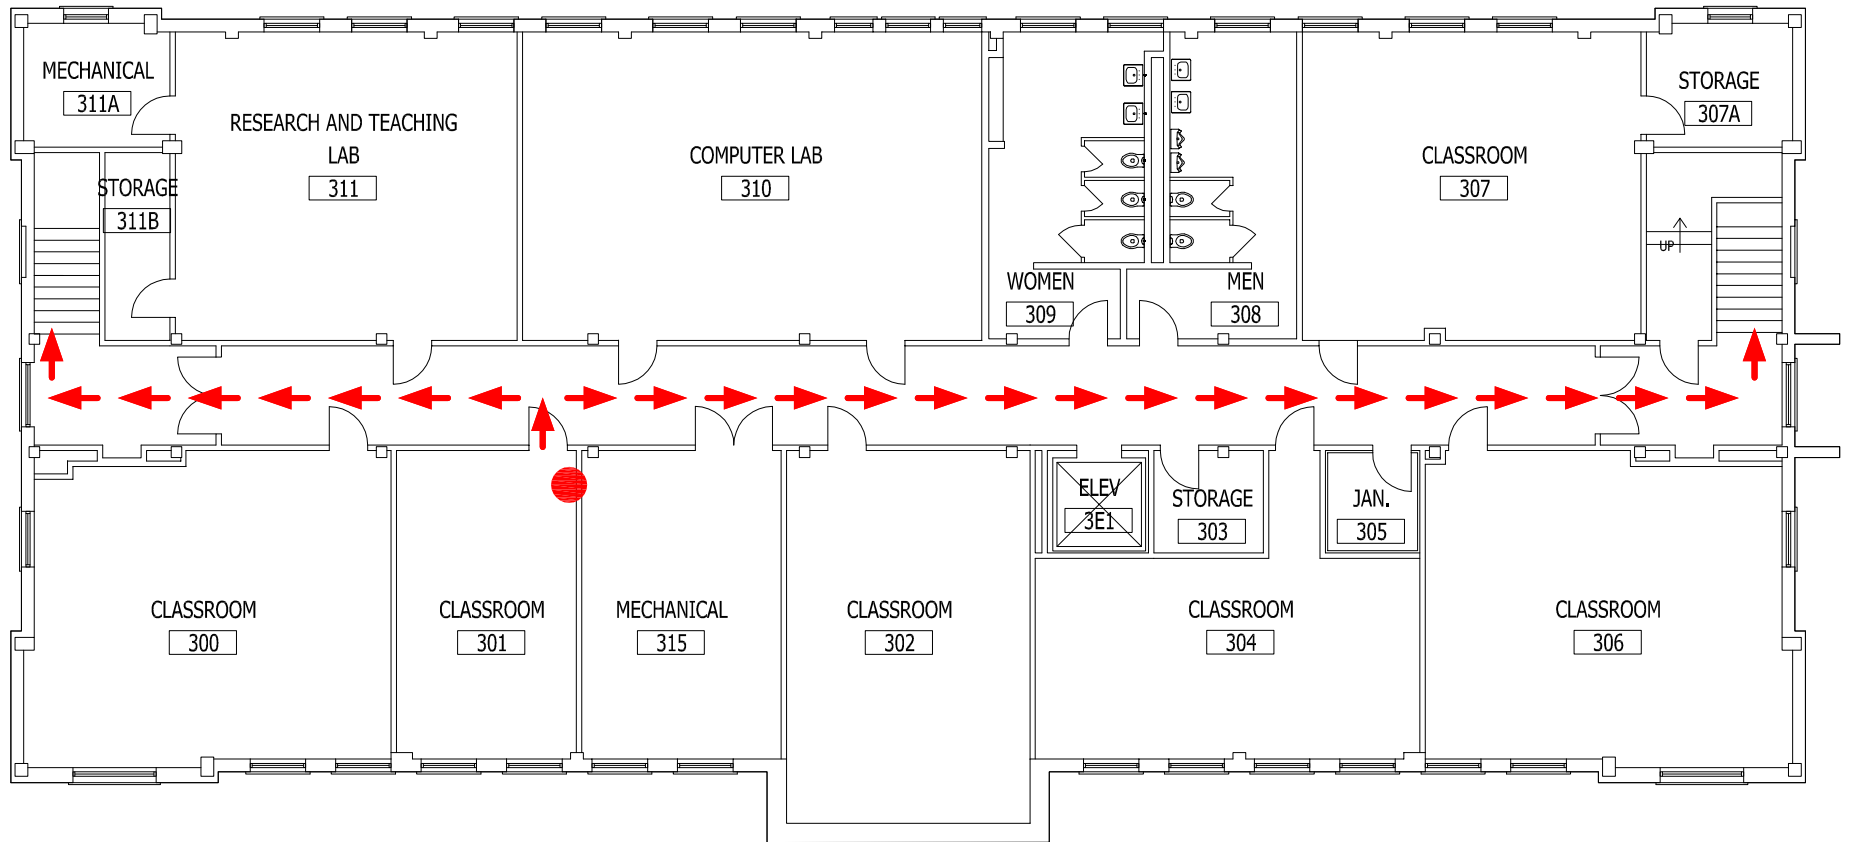 MECHANICAL
311A
RESEARCH AND TEACHING
LAB
311
STORAGE
311B
COMPUTER LAB
310
WOMEN
309
MEN
308
CLASSROOM
307
STORAGE
307A
UP
CLASSROOM
300
CLASSROOM
301
MECHANICAL
315
CLASSROOM
302
ELEV
3E1
STORAGE
303
CLASSROOM
304
JAN.
305
CLASSROOM
306